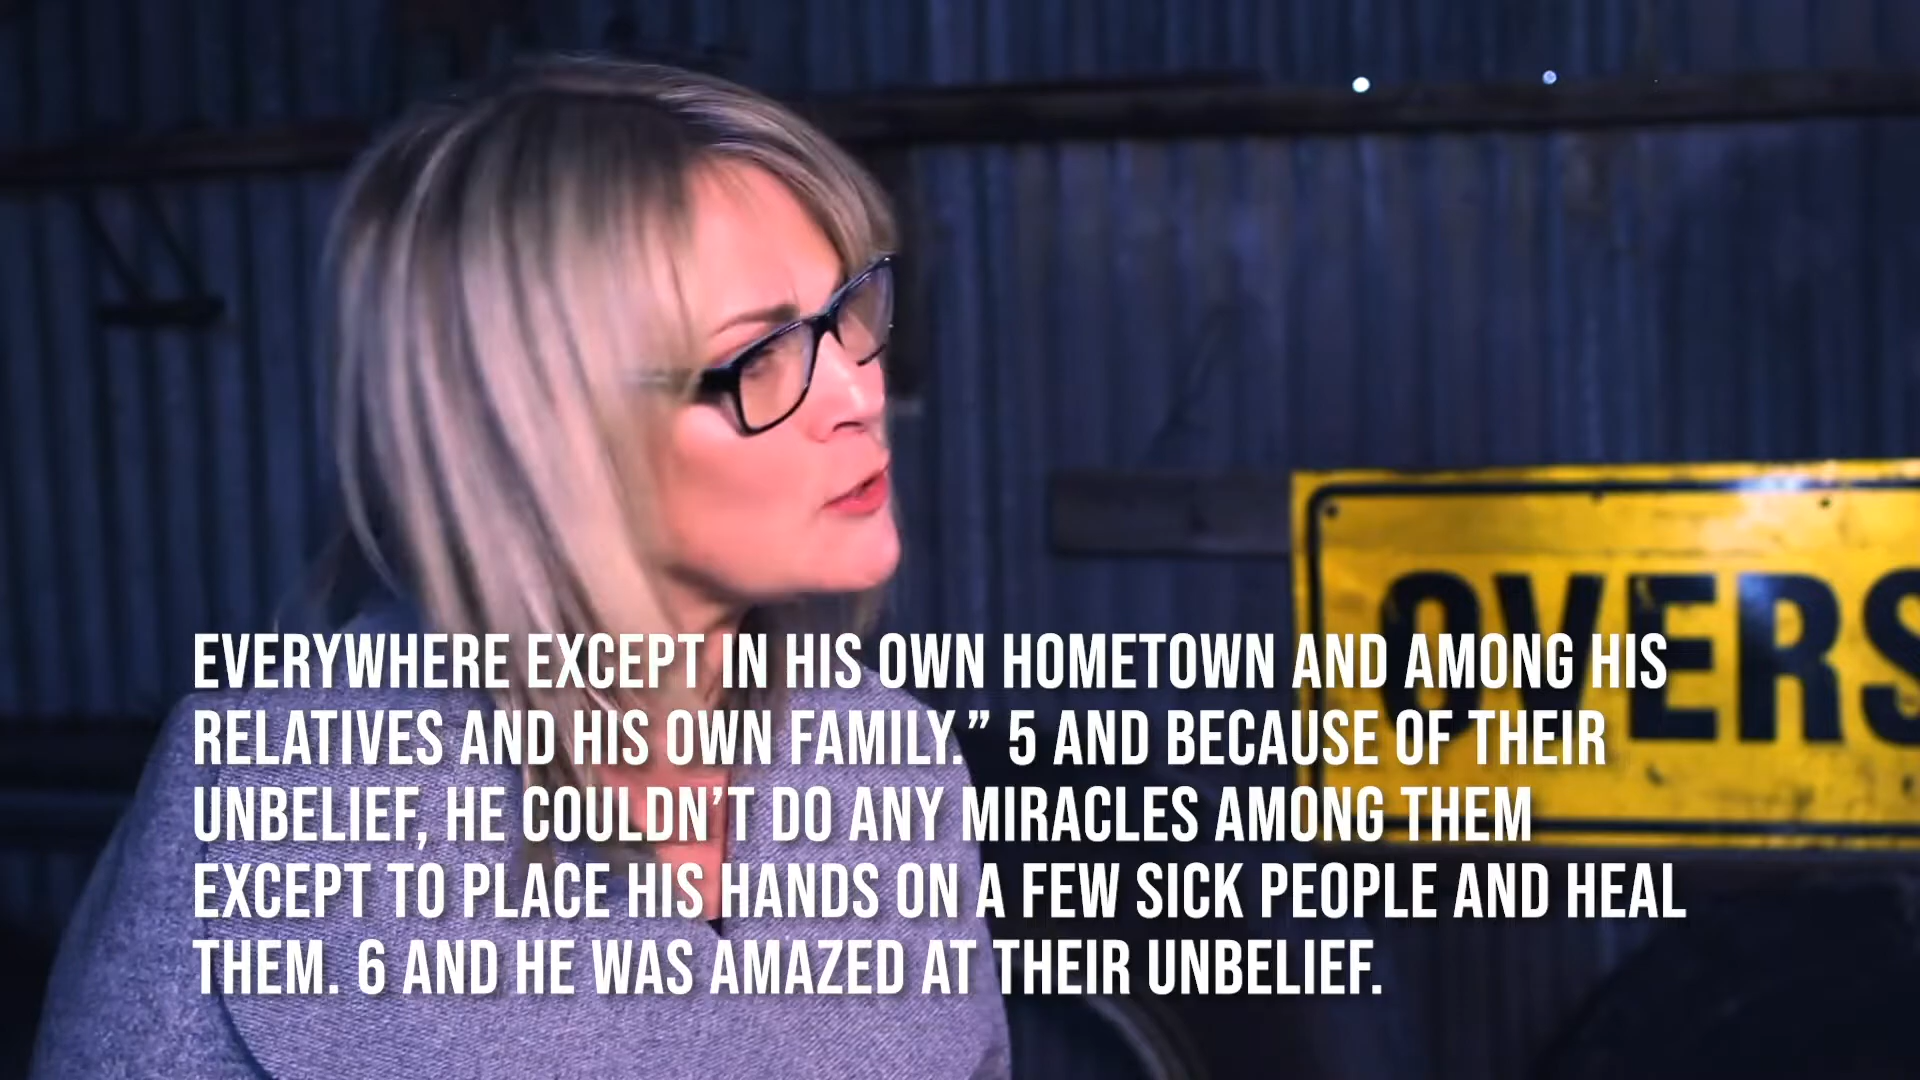 OVERS
EVERYWHERE EXCEPT IN HIS OWN HOMETOWN AND AMONG HIS
RELATIVES AND HIS OWN FAMILY.” 5 AND BECAUSE OF THEIR
UNBELIEF, HE COULDN’T DO ANY MIRACLES AMONG THEM
EXCEPT TO PLACE HIS HANDS ON A FEW SICK PEOPLE AND HEAL
THEM. 6 AND HE WAS AMAZED AT THEIR UNBELIEF.